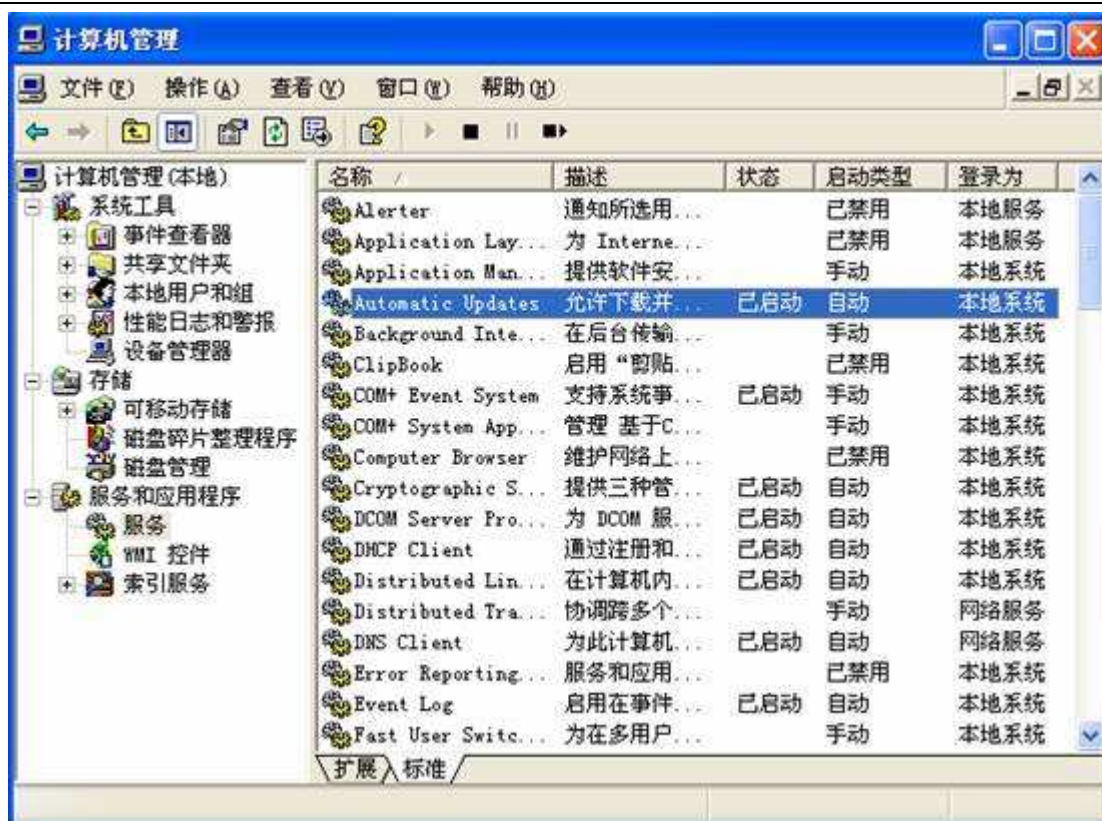 计算机管理
文件(F) 操作(A) 查看(V) 窗口(W) 帮助(H)
计算机管理(本地)
系统工具
事件查看器
共享文件夹
本地用户和组
性能日志和警报
设备管理器
存储
可移动存储
磁盘碎片整理程序
磁盘管理
服务和应用程序
服务
WMI 控件
索引服务
名称 描述 状态 启动类型 登录为
Alerter 通知所选用... 已禁用 本地服务
Application Lay... 为 Interne... 已禁用 本地服务
Application Man... 提供软件安... 手动 本地系统
Automatic Updates 允许下载并... 已启动 自动 本地系统
Background Inte... 在后台传输... 手动 本地系统
ClipBook 启用“剪贴... 已禁用 本地系统
COM+ Event System 支持系统事... 已启动 手动 本地系统
COM+ System App... 管理 基于C... 手动 本地系统
Computer Browser 维护网络上... 已禁用 本地系统
Cryptographic S... 提供三种管... 已启动 自动 本地系统
DCOM Server Pro... 为 DCOM 服... 已启动 自动 本地系统
DHCP Client 通过注册和... 已启动 自动 本地系统
Distributed Lin... 在计算机内... 已启动 自动 本地系统
Distributed Tra... 协调跨多个... 手动 网络服务
DNS Client 为此计算机... 已启动 自动 网络服务
Error Reporting... 服务和应用... 已禁用 本地系统
Event Log 启用在事件... 已启动 自动 本地系统
Fast User Switc... 为在多用户... 手动 本地系统
扩展 标准